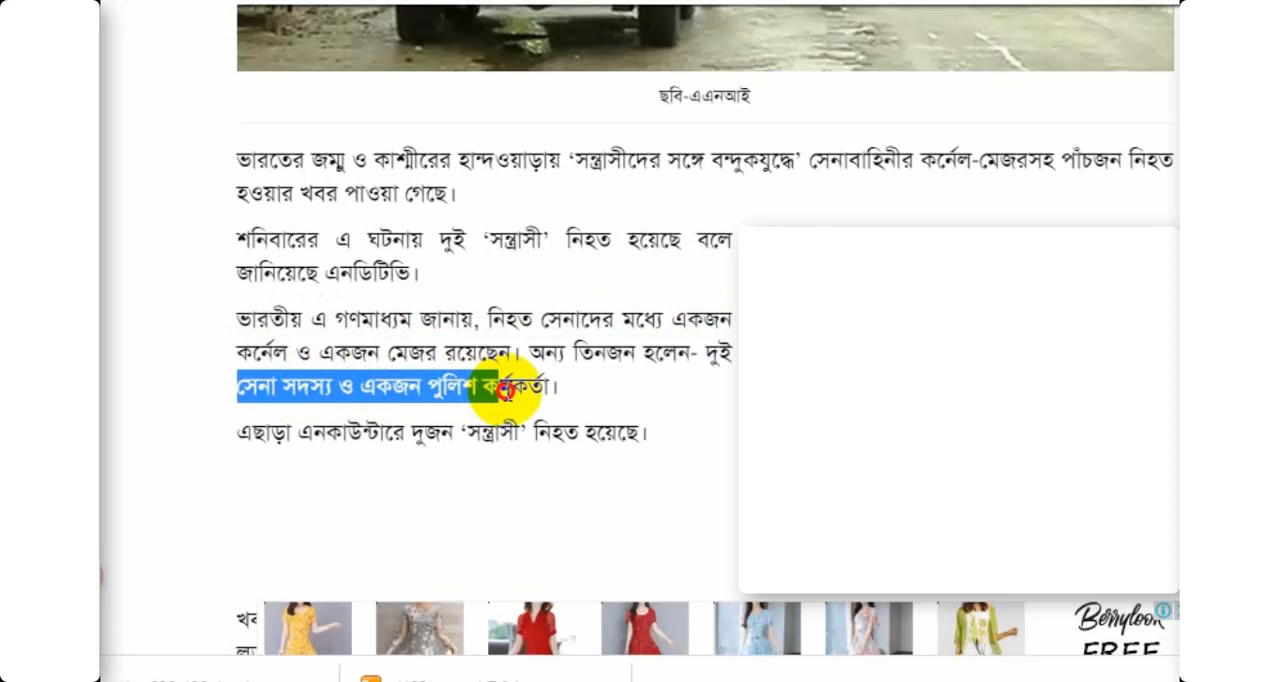 ছবি-এএনআই
ভারতের জম্মু ও কাশ্মীরের হান্দওয়াড়ায় ‘সন্ত্রাসীদের সঙ্গে বন্দুকযুদ্ধে’ সেনাবাহিনীর কর্নেল-মেজরসহ পাঁচজন নিহত
হওয়ার খবর পাওয়া গেছে।
শনিবারের এ ঘটনায় দুই ‘সন্ত্রাসী’ নিহত হয়েছে বলে
জানিয়েছে এনডিটিভি।
ভারতীয় এ গণমাধ্যম জানায়, নিহত সেনাদের মধ্যে একজন
কর্নেল ও একজন মেজর রয়েছেন। অন্য তিনজন হলেন- দুই
সেনা সদস্য ও একজন পুলিশ কর্মকর্তা।
এছাড়া এনকাউন্টারে দুজন ‘সন্ত্রাসী’ নিহত হয়েছে।
Berrylook
FREE